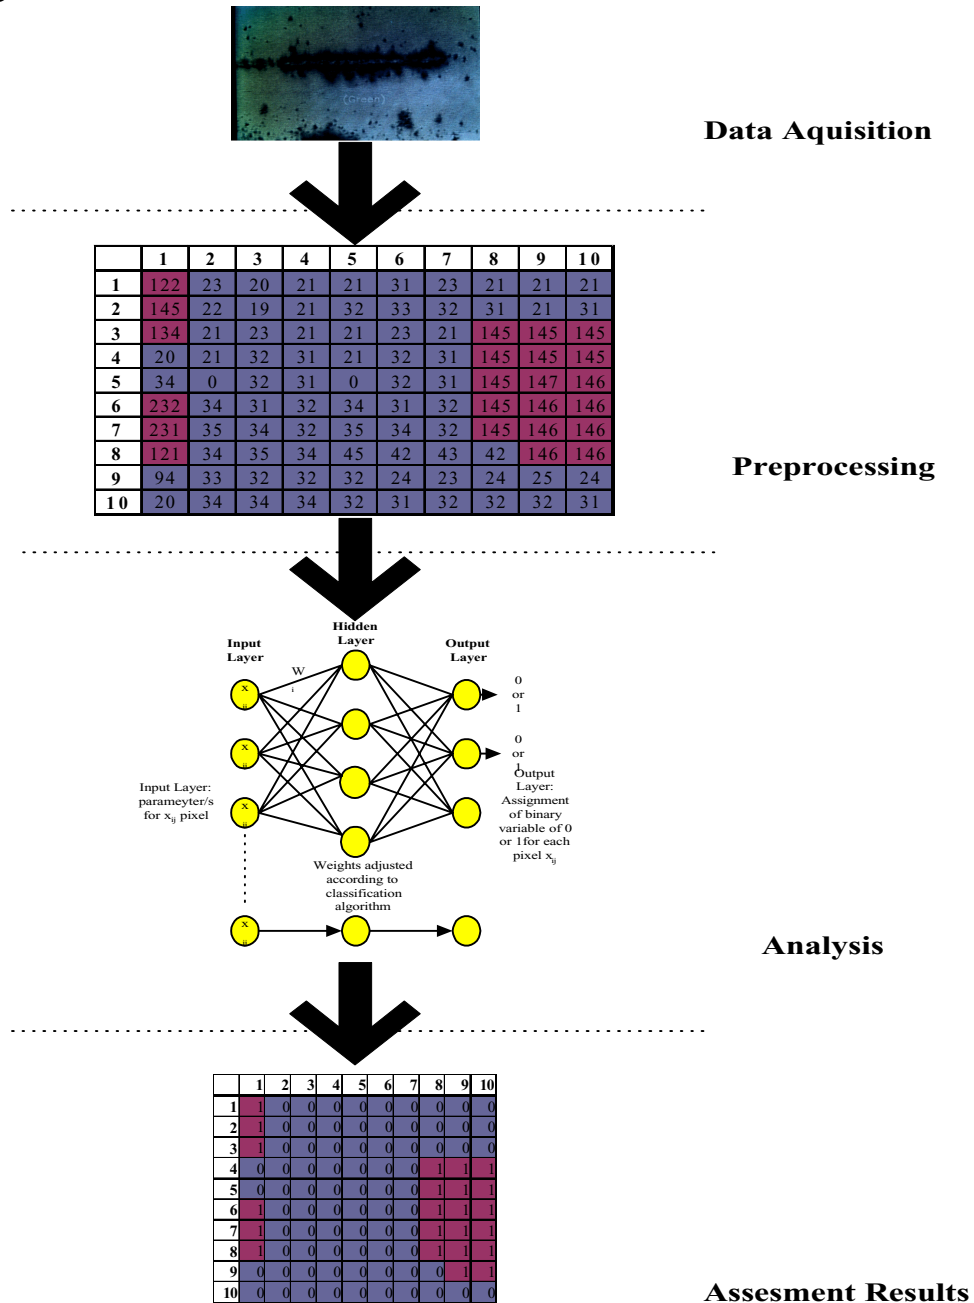 (Green)
Data Aquisition
1 2 3 4 5 6 7 8 9 10
1 122 23 20 21 21 31 23 21 21 21
2 145 22 19 21 32 33 32 31 21 31
3 134 21 23 21 21 23 21 145 145 145
4 20 21 32 31 21 32 31 145 145 145
5 34 0 32 31 0 32 31 145 147 146
6 232 34 31 32 34 31 32 145 146 146
7 231 35 34 32 35 34 32 145 146 146
8 121 34 35 34 45 42 43 42 146 146
9 94 33 32 32 32 24 23 24 25 24
10 20 34 34 34 32 31 32 32 32 31
Preprocessing
Input
Layer
Hidden
Layer
Output
Layer
W
i
x
ij
x
ij
x
ij
x
ij
0
or
1
0
or
1
Input Layer:
parameyter/s
for xij pixel
Output
Layer:
Assignment
of binary
variable of 0
or 1for each
pixel xij
Weights adjusted
according to
classification
algorithm
Analysis
1 2 3 4 5 6 7 8 9 10
1 1 0 0 0 0 0 0 0 0 0
2 1 0 0 0 0 0 0 0 0 0
3 1 0 0 0 0 0 0 0 0 0
4 0 0 0 0 0 0 0 1 1 1
5 0 0 0 0 0 0 0 1 1 1
6 1 0 0 0 0 0 0 1 1 1
7 1 0 0 0 0 0 0 1 1 1
8 1 0 0 0 0 0 0 1 1 1
9 0 0 0 0 0 0 0 0 1 1
10 0 0 0 0 0 0 0 0 0 0
Assesment Results